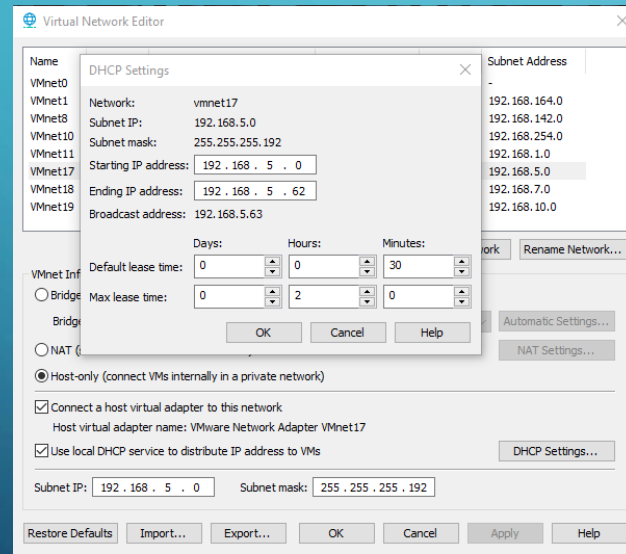 Virtual Network Editor
Name
Subnet Address
VMnet0
-
VMnet1
192.168.164.0
VMnet8
192.168.142.0
VMnet10
192.168.254.0
VMnet11
192.168.1.0
VMnet17
192.168.5.0
VMnet18
192.168.7.0
VMnet19
192.168.10.0
DHCP Settings
Network: vmnet17
Subnet IP: 192.168.5.0
Subnet mask: 255.255.255.192
Starting IP address: 192 . 168 . 5 . 0
Ending IP address: 192 . 168 . 5 . 62
Broadcast address: 192.168.5.63
Days: Hours: Minutes:
Default lease time: 0 0 30
Max lease time: 0 2 0
OK Cancel Help
Rename Network...
VMnet
Automatic Settings...
NAT
NAT Settings...
Host-only (connect VMs internally in a private network)
Connect a host virtual adapter to this network
Host virtual adapter name: VMware Network Adapter VMnet17
Use local DHCP service to distribute IP address to VMs
DHCP Settings...
Subnet IP: 192 . 168 . 5 . 0 Subnet mask: 255 . 255 . 255 . 192
Restore Defaults Import... Export... OK Cancel Apply Help